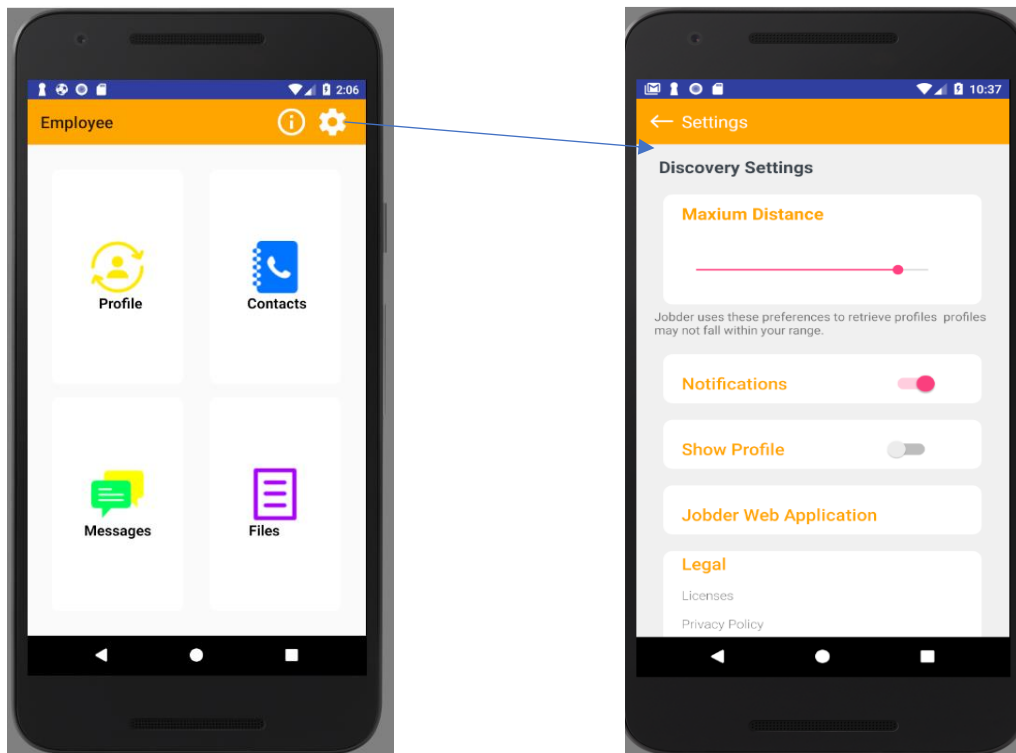 2:06
Employee
Profile
Contacts
Messages
Files
10:37
Settings
Discovery Settings
Maxium Distance
Jobder uses these preferences to retrieve profiles profiles
may not fall within your range.
Notifications
Show Profile
Jobder Web Application
Legal
Licenses
Privacy Policy